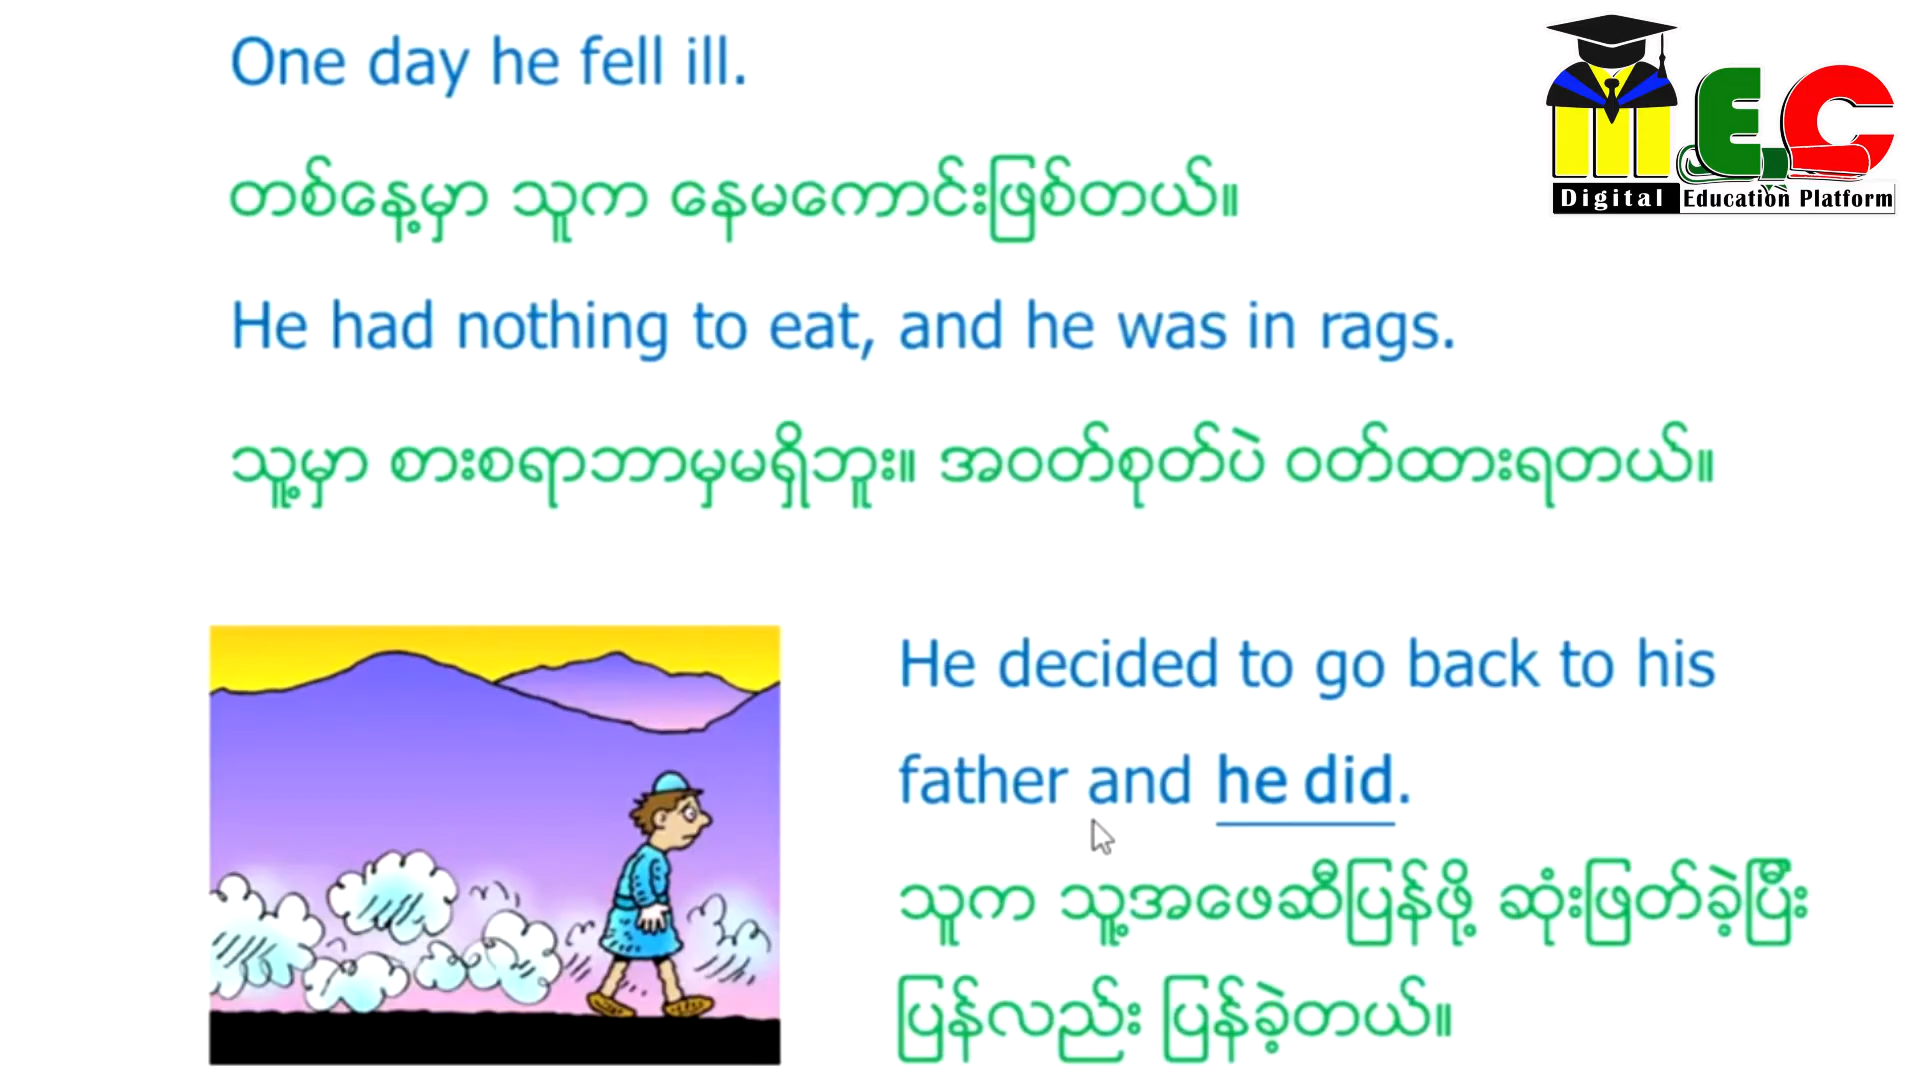 One day he fell ill.
တစ်နေ့မှာ သူက နေမကောင်းဖြစ်တယ်။
He had nothing to eat, and he was in rags.
သူ့မှာ စားစရာဘာမှမရှိဘူး။ အဝတ်စုတ်ပဲ ဝတ်ထားရတယ်။
He decided to go back to his
father and he did.
သူက သူ့အဖေဆီပြန်ဖို့ ဆုံးဖြတ်ခဲ့ပြီး
ပြန်လည်း ပြန်ခဲ့တယ်။
MEC
Digital Education Platform